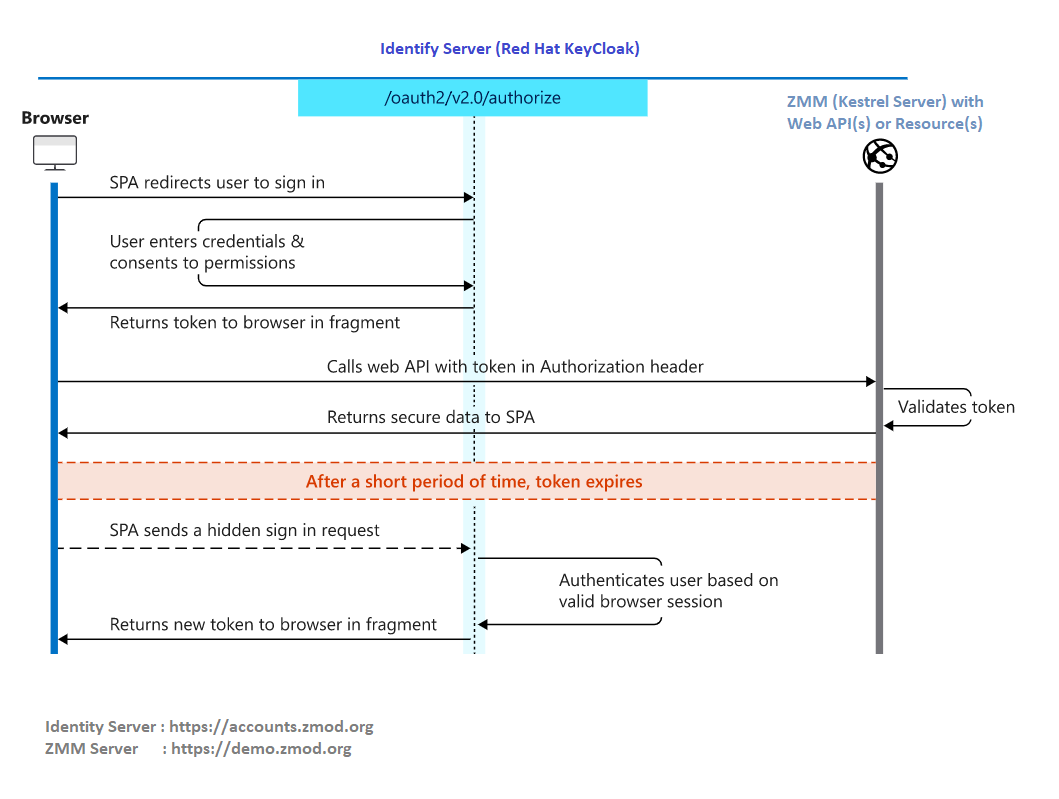 Identify Server (Red Hat KeyCloak)
/oauth2/v2.0/authorize
ZMM (Kestrel Server) with
Web API(s) or Resource(s)
Browser
SPA redirects user to sign in
User enters credentials &
consents to permissions
Returns token to browser in fragment
Calls web API with token in Authorization header
Validates token
Returns secure data to SPA
After a short period of time, token expires
SPA sends a hidden sign in request
Authenticates user based on
valid browser session
Returns new token to browser in fragment
Identity Server : https://accounts.zmod.org
ZMM Server : https://demo.zmod.org